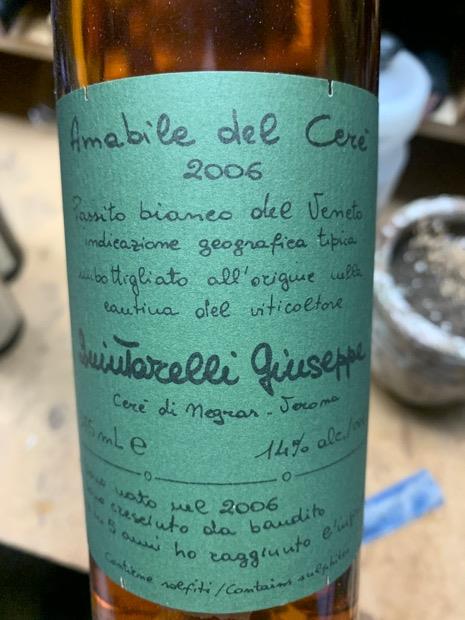 Amabile del Cerè
2006
Passito bianco del Veneto
indicazione geografica tipica
imbottigliato all'origine nella
cantina del viticoltore
Quintarelli Giuseppe
Cerè di Negrar - Verona
mL e 14% alc./
nato nel 2006
cresciuto da bandito
anni ho raggiunto
Contiene solfiti / Contains sulphites